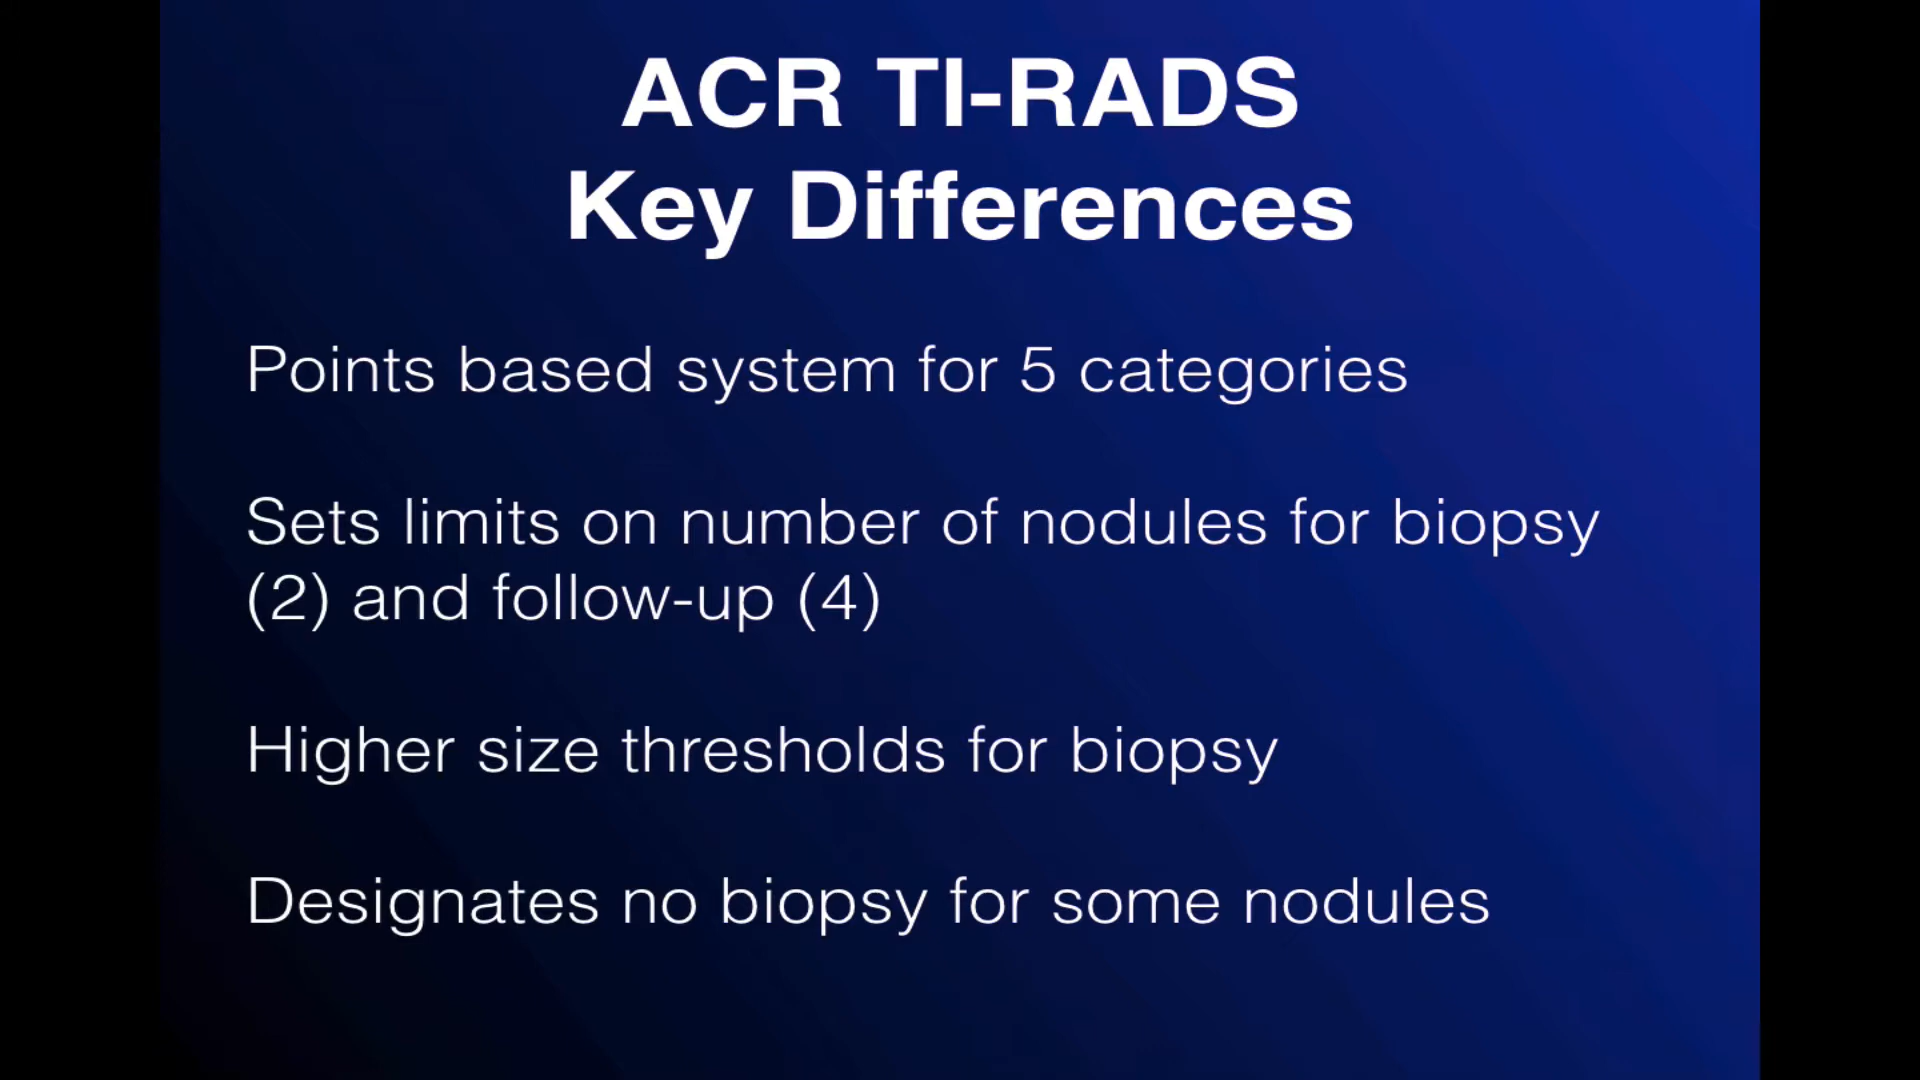 ACR TI-RADS
Key Differences
Points based system for 5 categories
Sets limits on number of nodules for biopsy
(2) and follow-up (4)
Higher size thresholds for biopsy
Designates no biopsy for some nodules